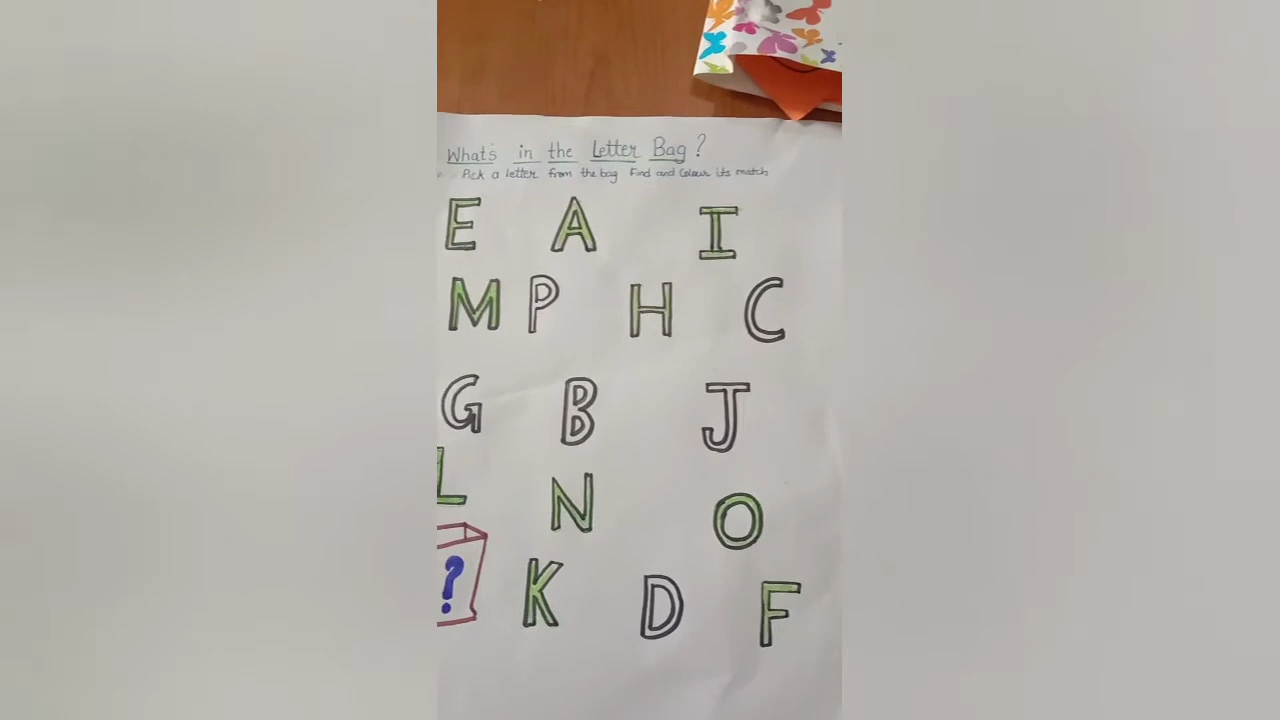 What's in the Letter Bag?
Pick a letter from the bag Find and Colour its match
E A I
M P H C
G B J
L N O
? K D F